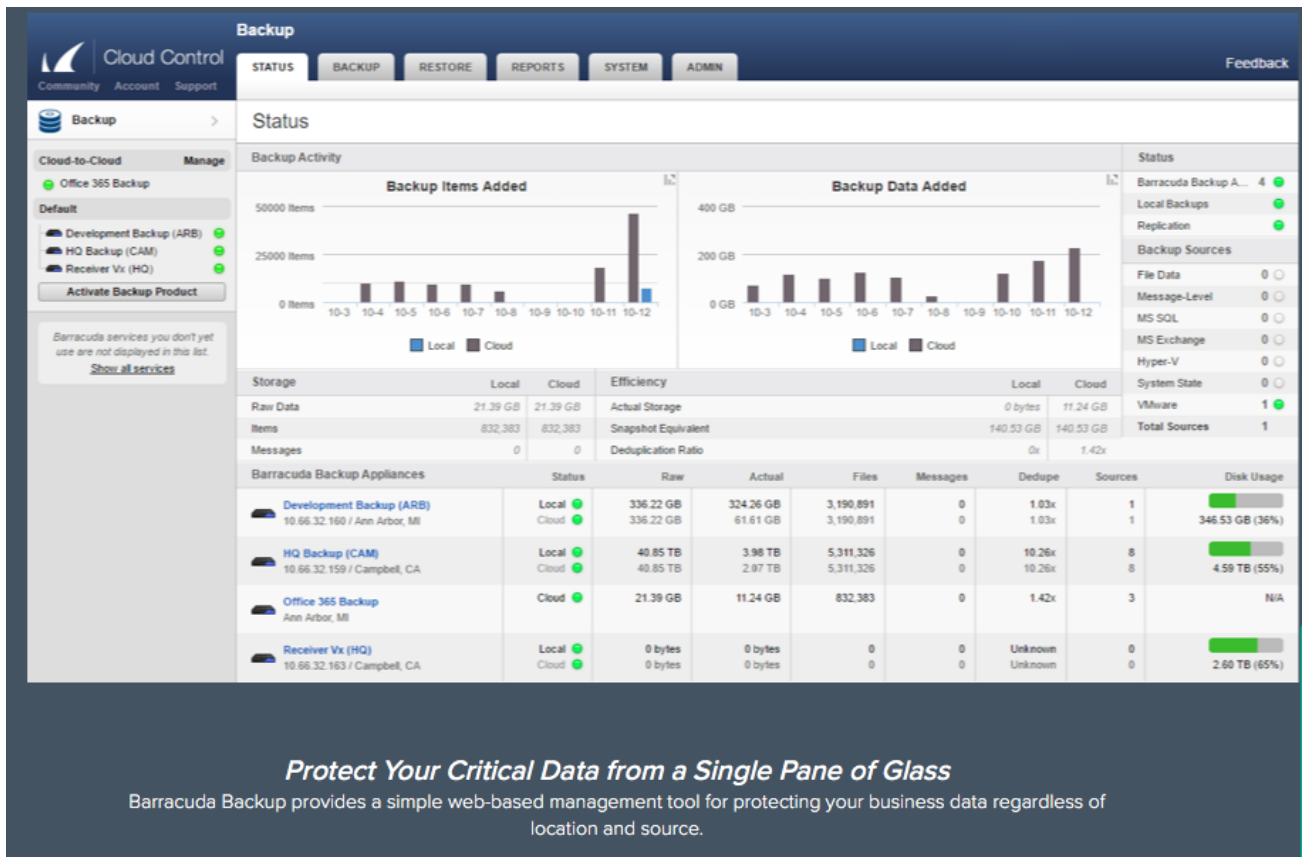 Backup
Cloud Control
Community Account Support
STATUS BACKUP RESTORE REPORTS SYSTEM ADMIN
Feedback
Backup
Cloud-to-Cloud Manage
Office 365 Backup
Default
Development Backup (ARB)
HQ Backup (CAM)
Receiver Vx (HQ)
Activate Backup Product
Barracuda services you don't yet
use are not displayed in this list.
Show all services
Status
Backup Activity
Backup Items Added
50000 Items
25000 Items
0 Items
10-3 10-4 10-5 10-6 10-7 10-8 10-9 10-10 10-11 10-12
Local Cloud
Backup Data Added
400 GB
200 GB
0 GB
10-3 10-4 10-5 10-6 10-7 10-8 10-9 10-10 10-11 10-12
Local Cloud
Status
Barracuda Backup A... 4
Local Backups
Replication
Backup Sources
File Data 0
Message-Level 0
MS SQL 0
MS Exchange 0
Hyper-V 0
System State 0
VMware 1
Total Sources 1
Storage Local Cloud
Raw Data 21.39 GB 21.39 GB
Items 832,383 832,383
Messages 0 0
Efficiency Local Cloud
Actual Storage 0 bytes 11.24 GB
Snapshot Equivalent 140.53 GB 140.53 GB
Deduplication Ratio 0x 1.42x
Barracuda Backup Appliances Status Raw Actual Files Messages Dedupe Sources Disk Usage
Development Backup (ARB) Local 336.22 GB 324.26 GB 3,190,891 0 1.03x 1
10.66.32.160 / Ann Arbor, MI Cloud 336.22 GB 61.61 GB 3,190,891 0 1.03x 1 346.53 GB (36%)
HQ Backup (CAM) Local 40.85 TB 3.98 TB 5,311,326 0 10.26x 8
10.66.32.159 / Campbell, CA Cloud 40.85 TB 2.07 TB 5,311,326 0 10.26x 8 4.59 TB (55%)
Office 365 Backup Cloud 21.39 GB 11.24 GB 832,383 0 1.42x 3 N/A
Ann Arbor, MI
Receiver Vx (HQ) Local 0 bytes 0 bytes 0 0 Unknown 0
10.66.32.163 / Campbell, CA Cloud 0 bytes 0 bytes 0 0 Unknown 0 2.60 TB (65%)
Protect Your Critical Data from a Single Pane of Glass
Barracuda Backup provides a simple web-based management tool for protecting your business data regardless of
location and source.